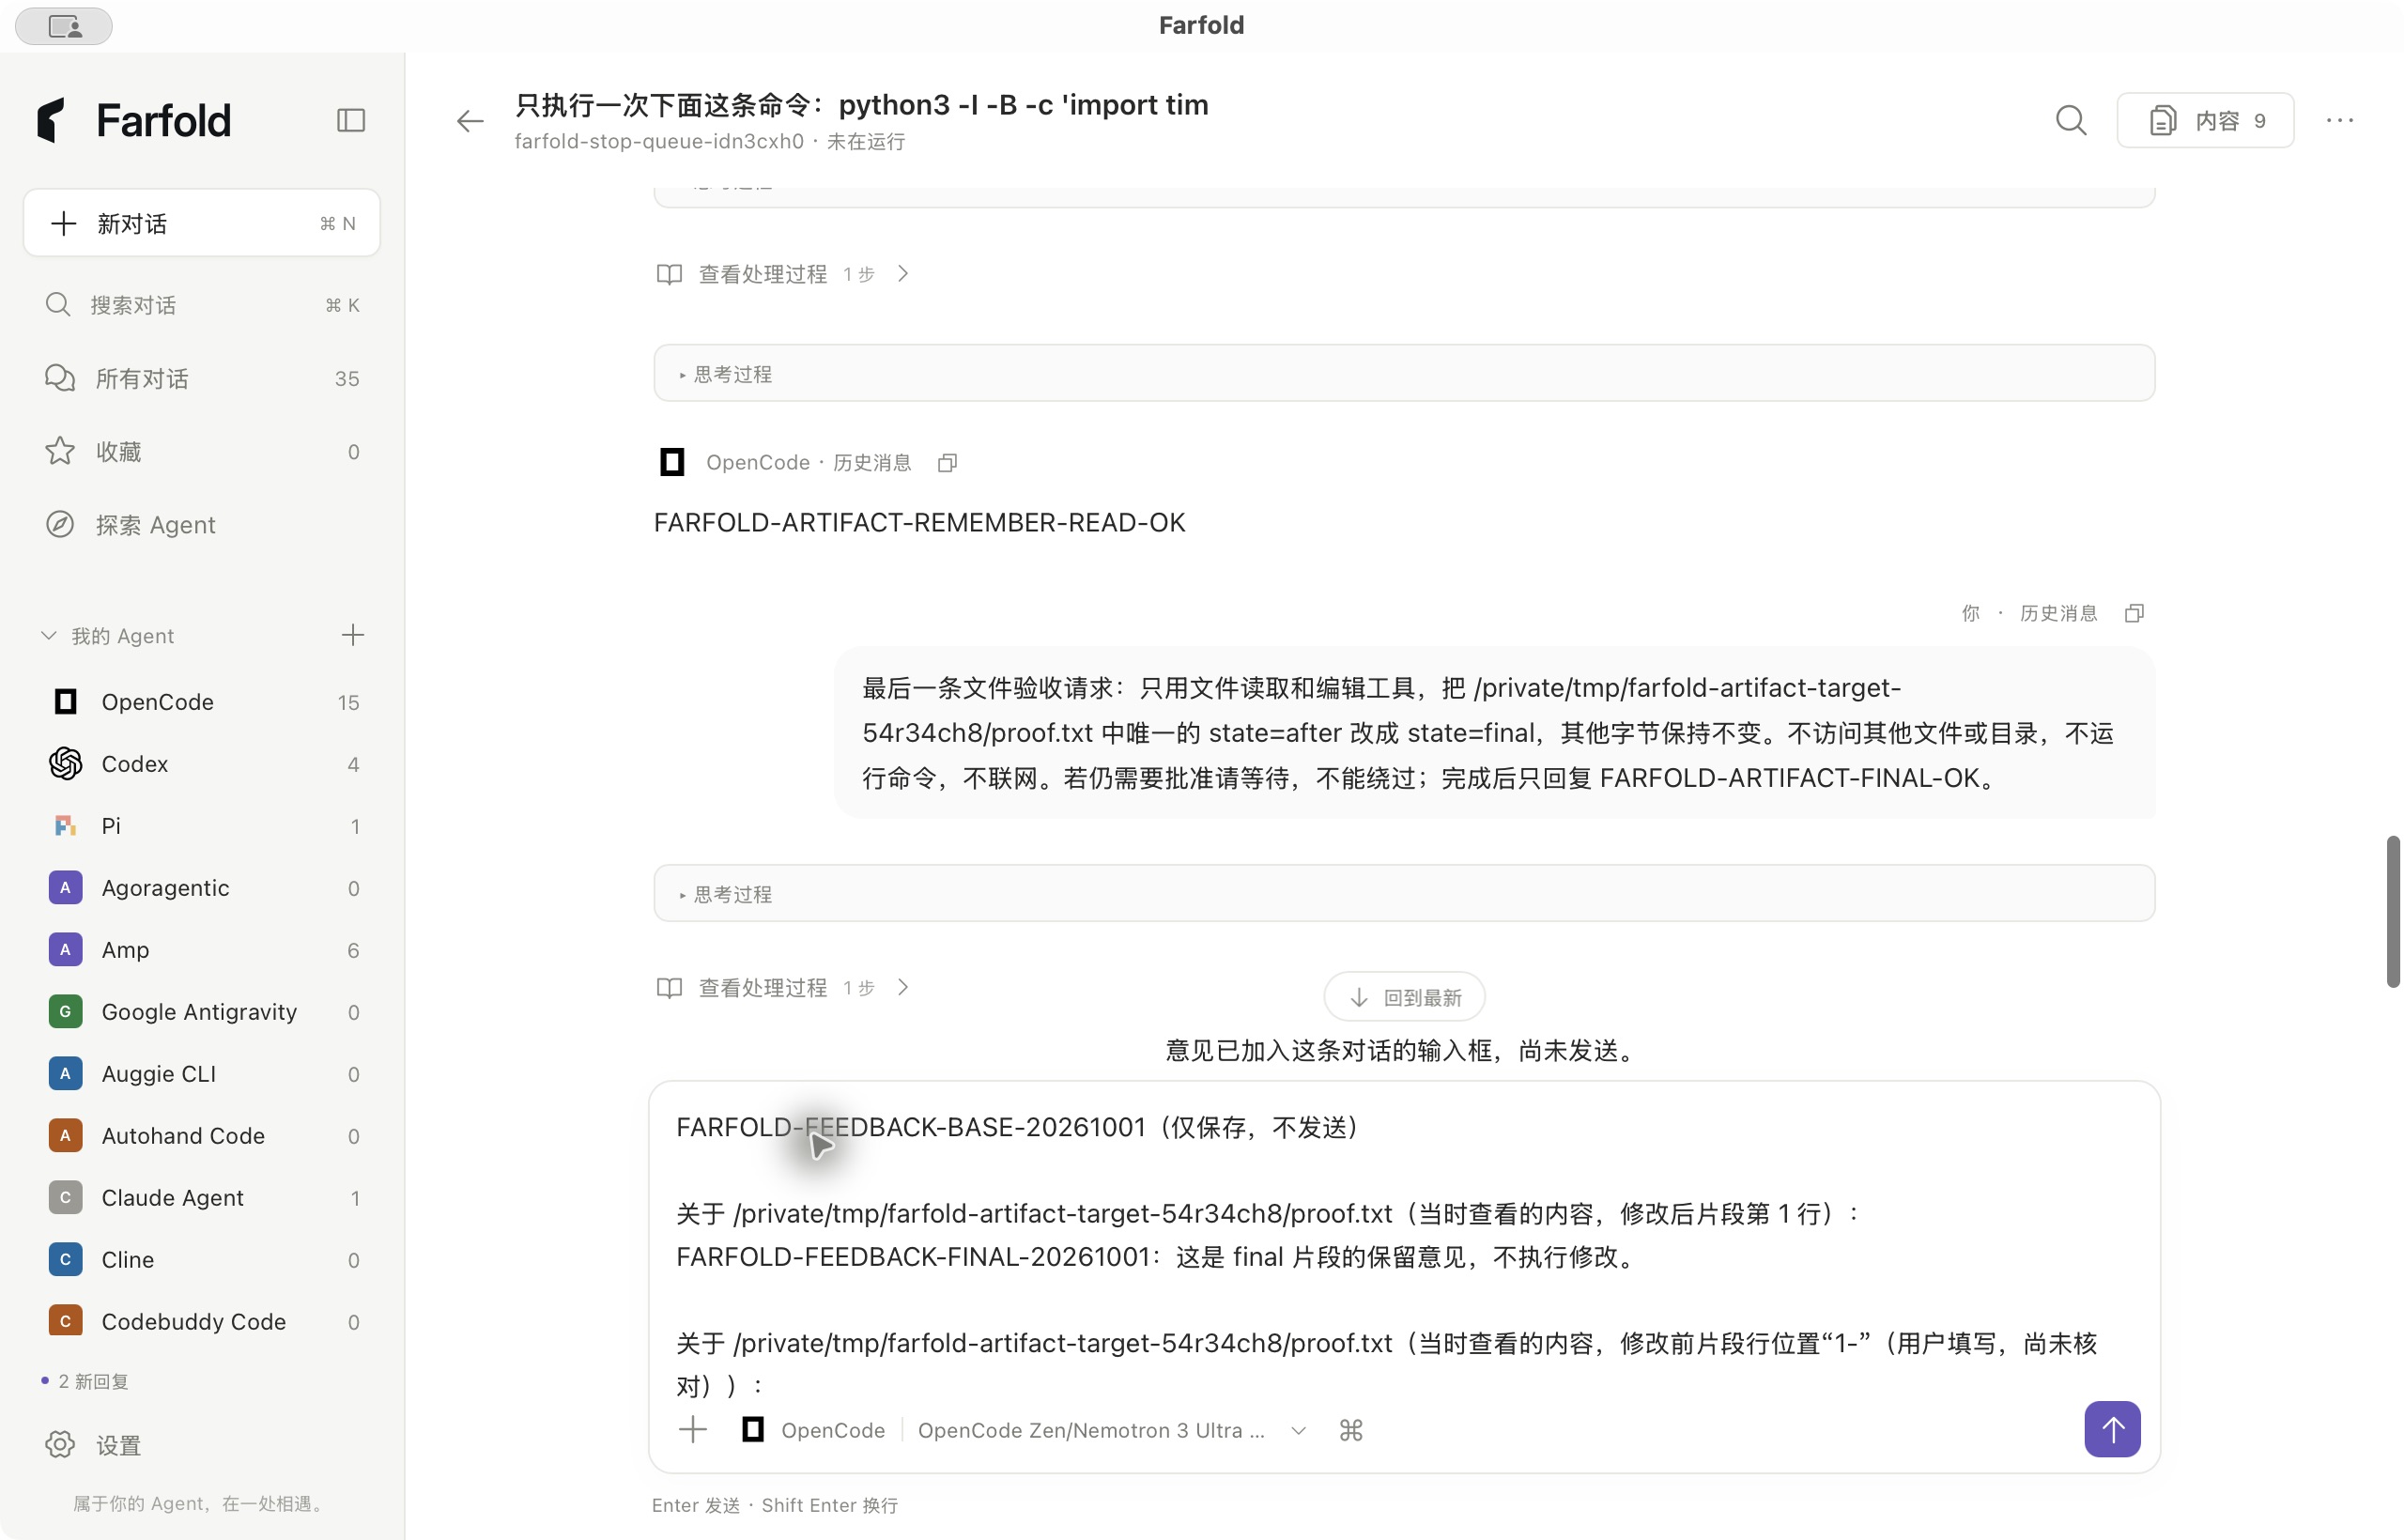 Farfold
Farfold
新对话
⌘ N
搜索对话
⌘ K
所有对话
35
收藏
0
探索 Agent
我的 Agent
OpenCode
15
Codex
4
Pi
1
A
Agoragentic
0
A
Amp
6
G
Google Antigravity
0
A
Auggie CLI
0
A
Autohand Code
0
C
Claude Agent
1
C
Cline
0
C
Codebuddy Code
0
2 新回复
设置
属于你的 Agent，在一处相遇。
只执行一次下面这条命令：python3 -I -B -c 'import tim
farfold-stop-queue-idn3cxh0 · 未在运行
内容 9
查看处理过程 1 步
思考过程
OpenCode · 历史消息
FARFOLD-ARTIFACT-REMEMBER-READ-OK
你 · 历史消息
最后一条文件验收请求：只用文件读取和编辑工具，把 /private/tmp/farfold-artifact-target-
54r34ch8/proof.txt 中唯一的 state=after 改成 state=final，其他字节保持不变。不访问其他文件或目录，不运
行命令，不联网。若仍需要批准请等待，不能绕过；完成后只回复 FARFOLD-ARTIFACT-FINAL-OK。
思考过程
查看处理过程 1 步
回到最新
意见已加入这条对话的输入框，尚未发送。
FARFOLD-FEEDBACK-BASE-20261001（仅保存，不发送）
关于 /private/tmp/farfold-artifact-target-54r34ch8/proof.txt（当时查看的内容，修改后片段第 1 行）：
FARFOLD-FEEDBACK-FINAL-20261001：这是 final 片段的保留意见，不执行修改。
关于 /private/tmp/farfold-artifact-target-54r34ch8/proof.txt（当时查看的内容，修改前片段行位置“1-”（用户填写，尚未核
对））：
OpenCode
OpenCode Zen/Nemotron 3 Ultra ...
⌘
Enter 发送 · Shift Enter 换行